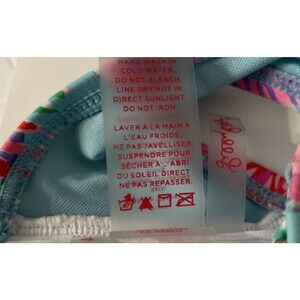 HAND WASH IN
COLD WATER.
DO NOT BLEACH.
LINE DRY NOT IN
DIRECT SUNLIGHT.
DO NOT IRON.
LAVER À LA MAIN À
L'EAU FROIDE.
NE PAS JAVELLISER.
SUSPENDRE POUR
SÉCHER À L'ABRI
DU SOLEIL DIRECT
NE PAS REPASSER.